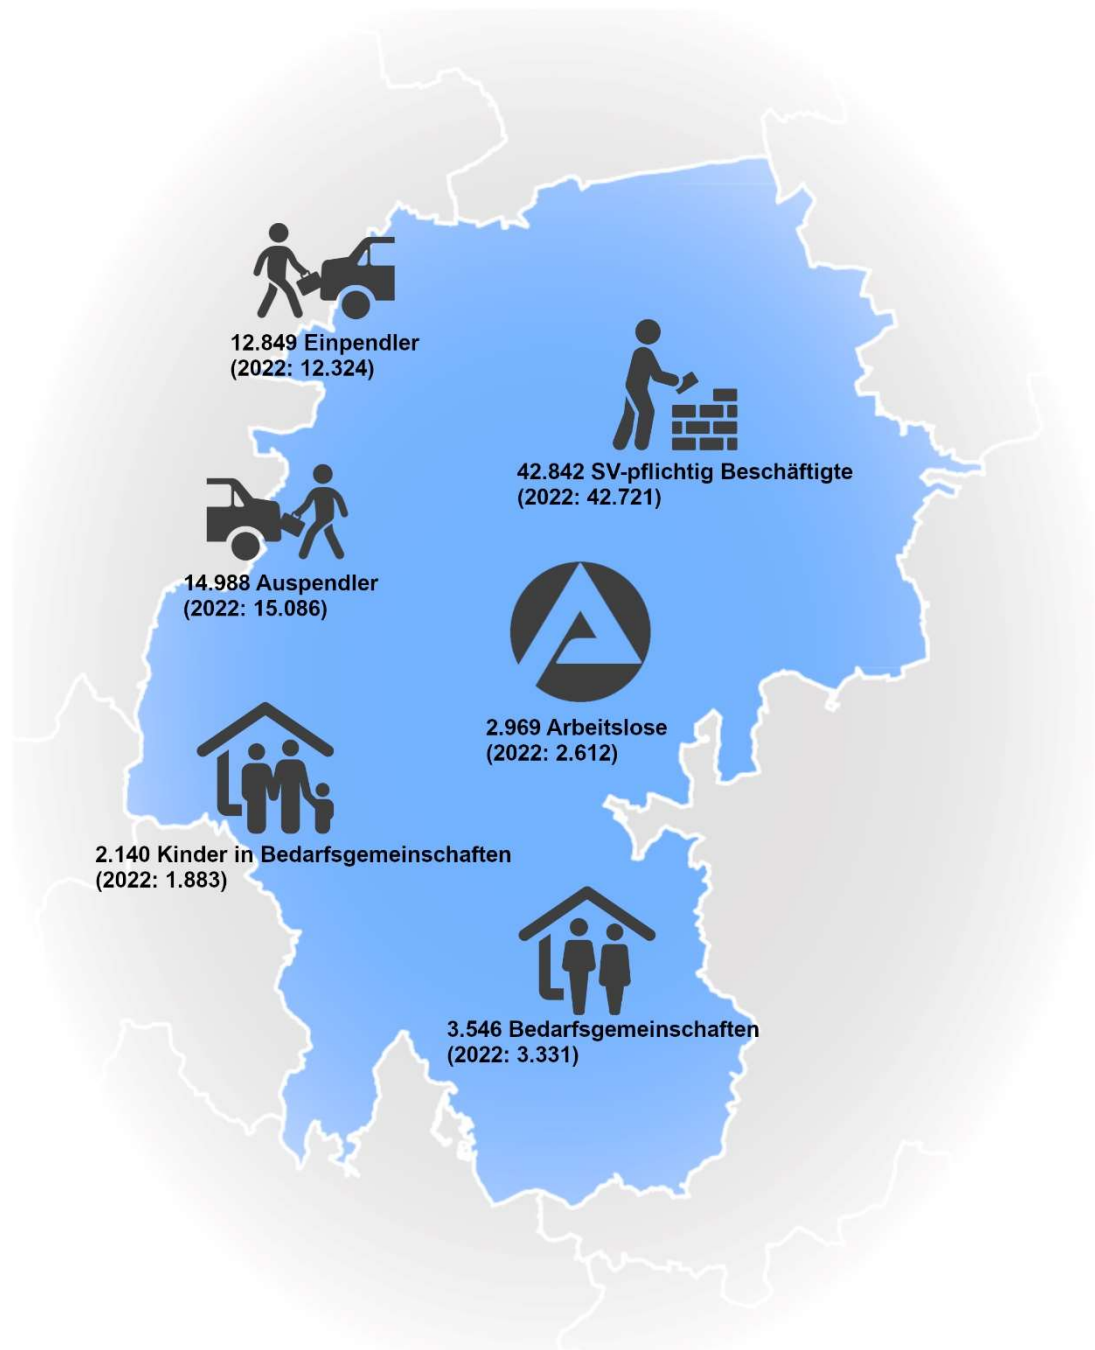 12.849 Einpendler
(2022: 12.324)
42.842 SV-pflichtig Beschäftigte
(2022: 42.721)
14.988 Auspendler
(2022: 15.086)
2.969 Arbeitslose
(2022: 2.612)
2.140 Kinder in Bedarfsgemeinschaften
(2022: 1.883)
3.546 Bedarfsgemeinschaften
(2022: 3.331)